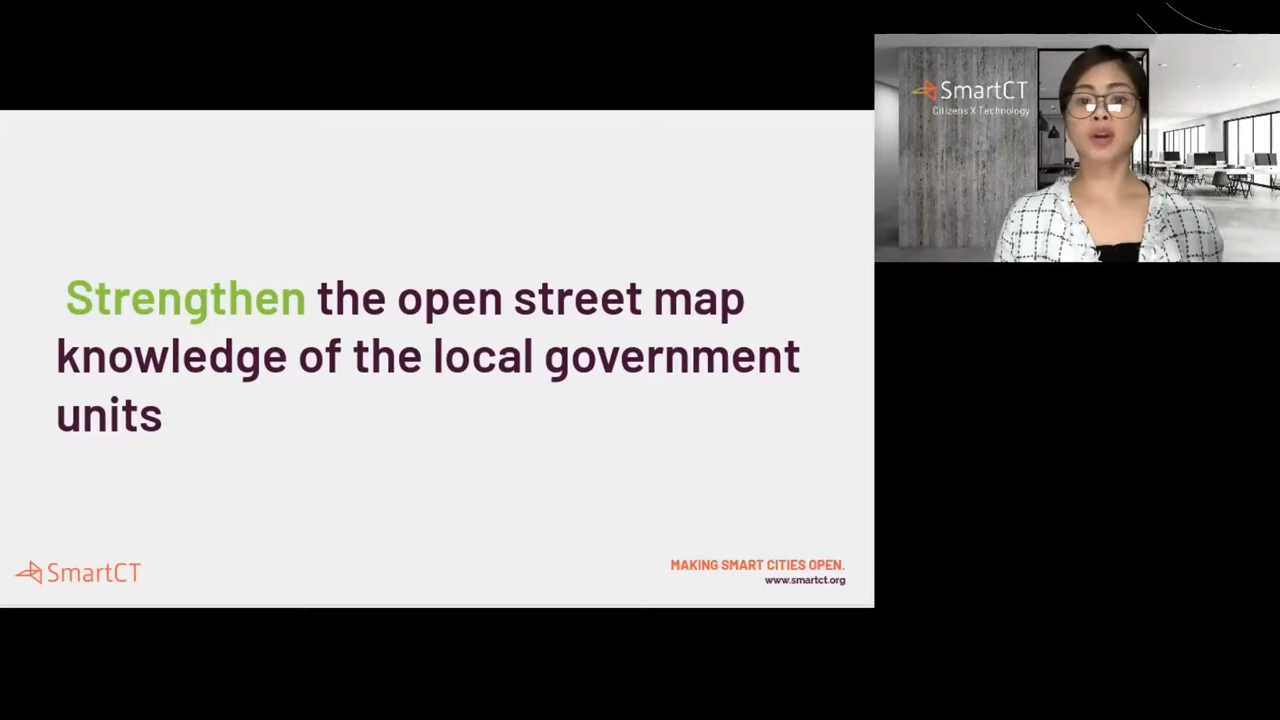 Strengthen the open street map
knowledge of the local government
units
SmartCT
MAKING SMART CITIES OPEN.
www.smartct.org
SmartCT
Citizens X Technology